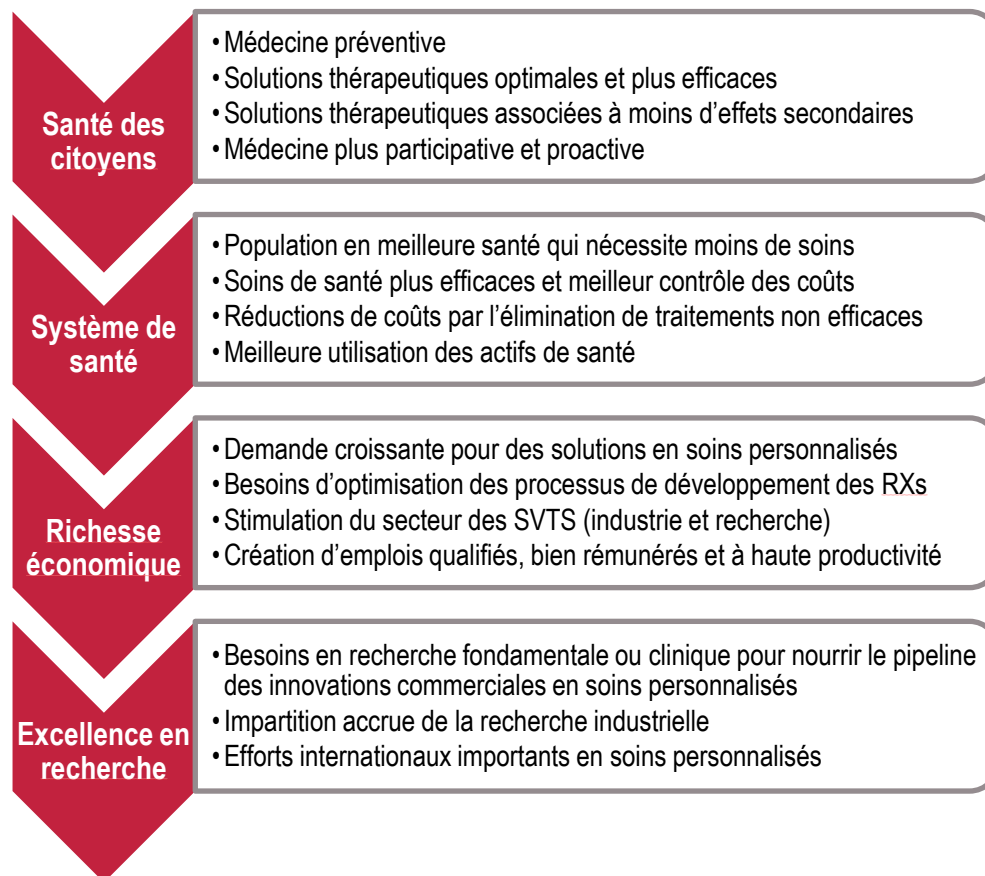 Santé des
citoyens
•Médecine préventive
•Solutions thérapeutiques optimales et plus efficaces
•Solutions thérapeutiques associées à moins d’effets secondaires
•Médecine plus participative et proactive
Système de
santé
•Population en meilleure santé qui nécessite moins de soins
•Soins de santé plus efficaces et meilleur contrôle des coûts
•Réductions de coûts par l’élimination de traitements non efficaces
•Meilleure utilisation des actifs de santé
Richesse
économique
•Demande croissante pour des solutions en soins personnalisés
•Besoins d’optimisation des processus de développement des RXs
•Stimulation du secteur des SVTS (industrie et recherche)
•Création d’emplois qualifiés, bien rémunérés et à haute productivité
Excellence en
recherche
•Besoins en recherche fondamentale ou clinique pour nourrir le pipeline
des innovations commerciales en soins personnalisés
•Impartition accrue de la recherche industrielle
•Efforts internationaux importants en soins personnalisés